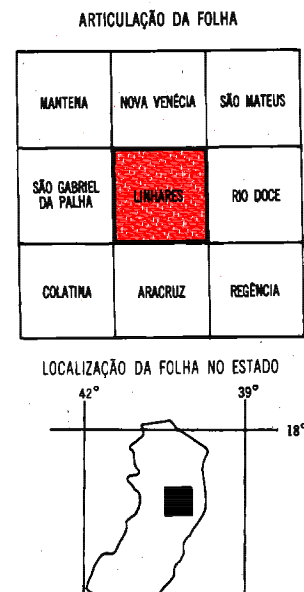 ARTICULAÇÃO DA FOLHA
MANTENA NOVA VENÉCIA SÃO MATEUS
SÃO GABRIEL
DA PALHA LINHARES RIO DOCE
COLATINA ARACRUZ REGÊNCIA
LOCALIZAÇÃO DA FOLHA NO ESTADO
42° 39°
18°